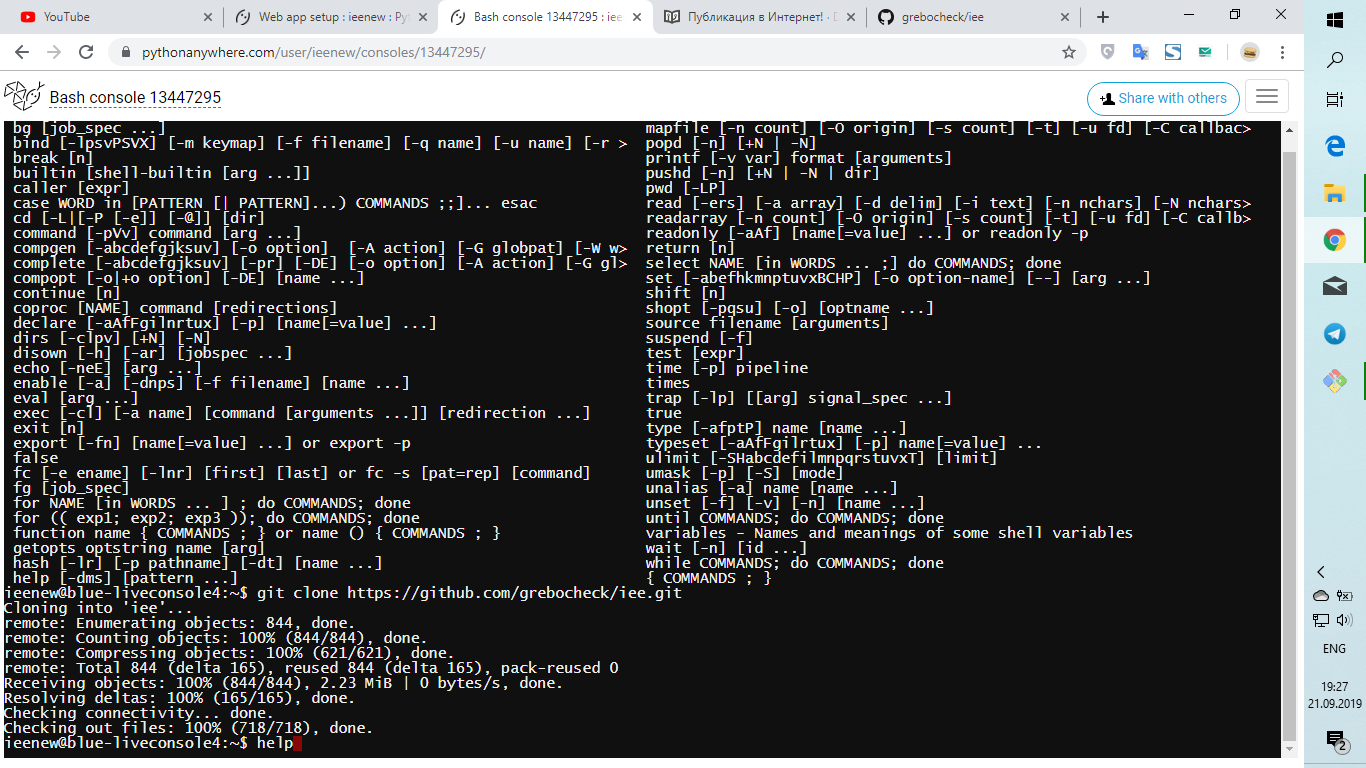 YouTube
Web app setup : ieenew : Pyt
Bash console 13447295 : iee
Публикация в Интернет! · D
grebocheck/iee
pythonanywhere.com/user/ieenew/consoles/13447295/
Bash console 13447295
Share with others
bg [job_spec ...]
bind [-lpsvPSVX] [-m keymap] [-f filename] [-q name] [-u name] [-r >
break [n]
builtin [shell-builtin [arg ...]]
caller [expr]
case WORD in [PATTERN [| PATTERN]...) COMMANDS ;;]... esac
cd [-L|[-P [-e]] [-@]] [dir]
command [-pVv] command [arg ...]
compgen [-abcdefgjksuv] [-o option]  [-A action] [-G globpat] [-W w>
complete [-abcdefgjksuv] [-pr] [-DE] [-o option] [-A action] [-G gl>
compopt [-o|+o option] [-DE] [name ...]
continue [n]
coproc [NAME] command [redirections]
declare [-aAfFgilnrtux] [-p] [name[=value] ...]
dirs [-clpv] [+N] [-N]
disown [-h] [-ar] [jobspec ...]
echo [-neE] [arg ...]
enable [-a] [-dnps] [-f filename] [name ...]
eval [arg ...]
exec [-cl] [-a name] [command [arguments ...]] [redirection ...]
exit [n]
export [-fn] [name[=value] ...] or export -p
false
fc [-e ename] [-lnr] [first] [last] or fc -s [pat=rep] [command]
fg [job_spec]
for NAME [in WORDS ... ] ; do COMMANDS; done
for (( exp1; exp2; exp3 )); do COMMANDS; done
function name { COMMANDS ; } or name () { COMMANDS ; }
getopts optstring name [arg]
hash [-lr] [-p pathname] [-dt] [name ...]
help [-dms] [pattern ...]
mapfile [-n count] [-O origin] [-s count] [-t] [-u fd] [-C callbac>
popd [-n] [+N | -N]
printf [-v var] format [arguments]
pushd [-n] [+N | -N | dir]
pwd [-LP]
read [-ers] [-a array] [-d delim] [-i text] [-n nchars] [-N nchars>
readarray [-n count] [-O origin] [-s count] [-t] [-u fd] [-C callb>
readonly [-aAf] [name[=value] ...] or readonly -p
return [n]
select NAME [in WORDS ... ;] do COMMANDS; done
set [-abefhkmnptuvxBCHP] [-o option-name] [--] [arg ...]
shift [n]
shopt [-pqsu] [-o] [optname ...]
source filename [arguments]
suspend [-f]
test [expr]
time [-p] pipeline
times
trap [-lp] [[arg] signal_spec ...]
true
type [-afptP] name [name ...]
typeset [-aAfFgilrtux] [-p] name[=value] ...
ulimit [-SHabcdefilmnpqrstuvxT] [limit]
umask [-p] [-S] [mode]
unalias [-a] name [name ...]
unset [-f] [-v] [-n] [name ...]
until COMMANDS; do COMMANDS; done
variables - Names and meanings of some shell variables
wait [-n] [id ...]
while COMMANDS; do COMMANDS; done
{ COMMANDS ; }
ieenew@blue-liveconsole4:~$ git clone https://github.com/grebocheck/iee.git
Cloning into 'iee'...
remote: Enumerating objects: 844, done.
remote: Counting objects: 100% (844/844), done.
remote: Compressing objects: 100% (621/621), done.
remote: Total 844 (delta 165), reused 844 (delta 165), pack-reused 0
Receiving objects: 100% (844/844), 2.23 MiB | 0 bytes/s, done.
Resolving deltas: 100% (165/165), done.
Checking connectivity... done.
Checking out files: 100% (718/718), done.
ieenew@blue-liveconsole4:~$ help
ENG
19:27
21.09.2019
2